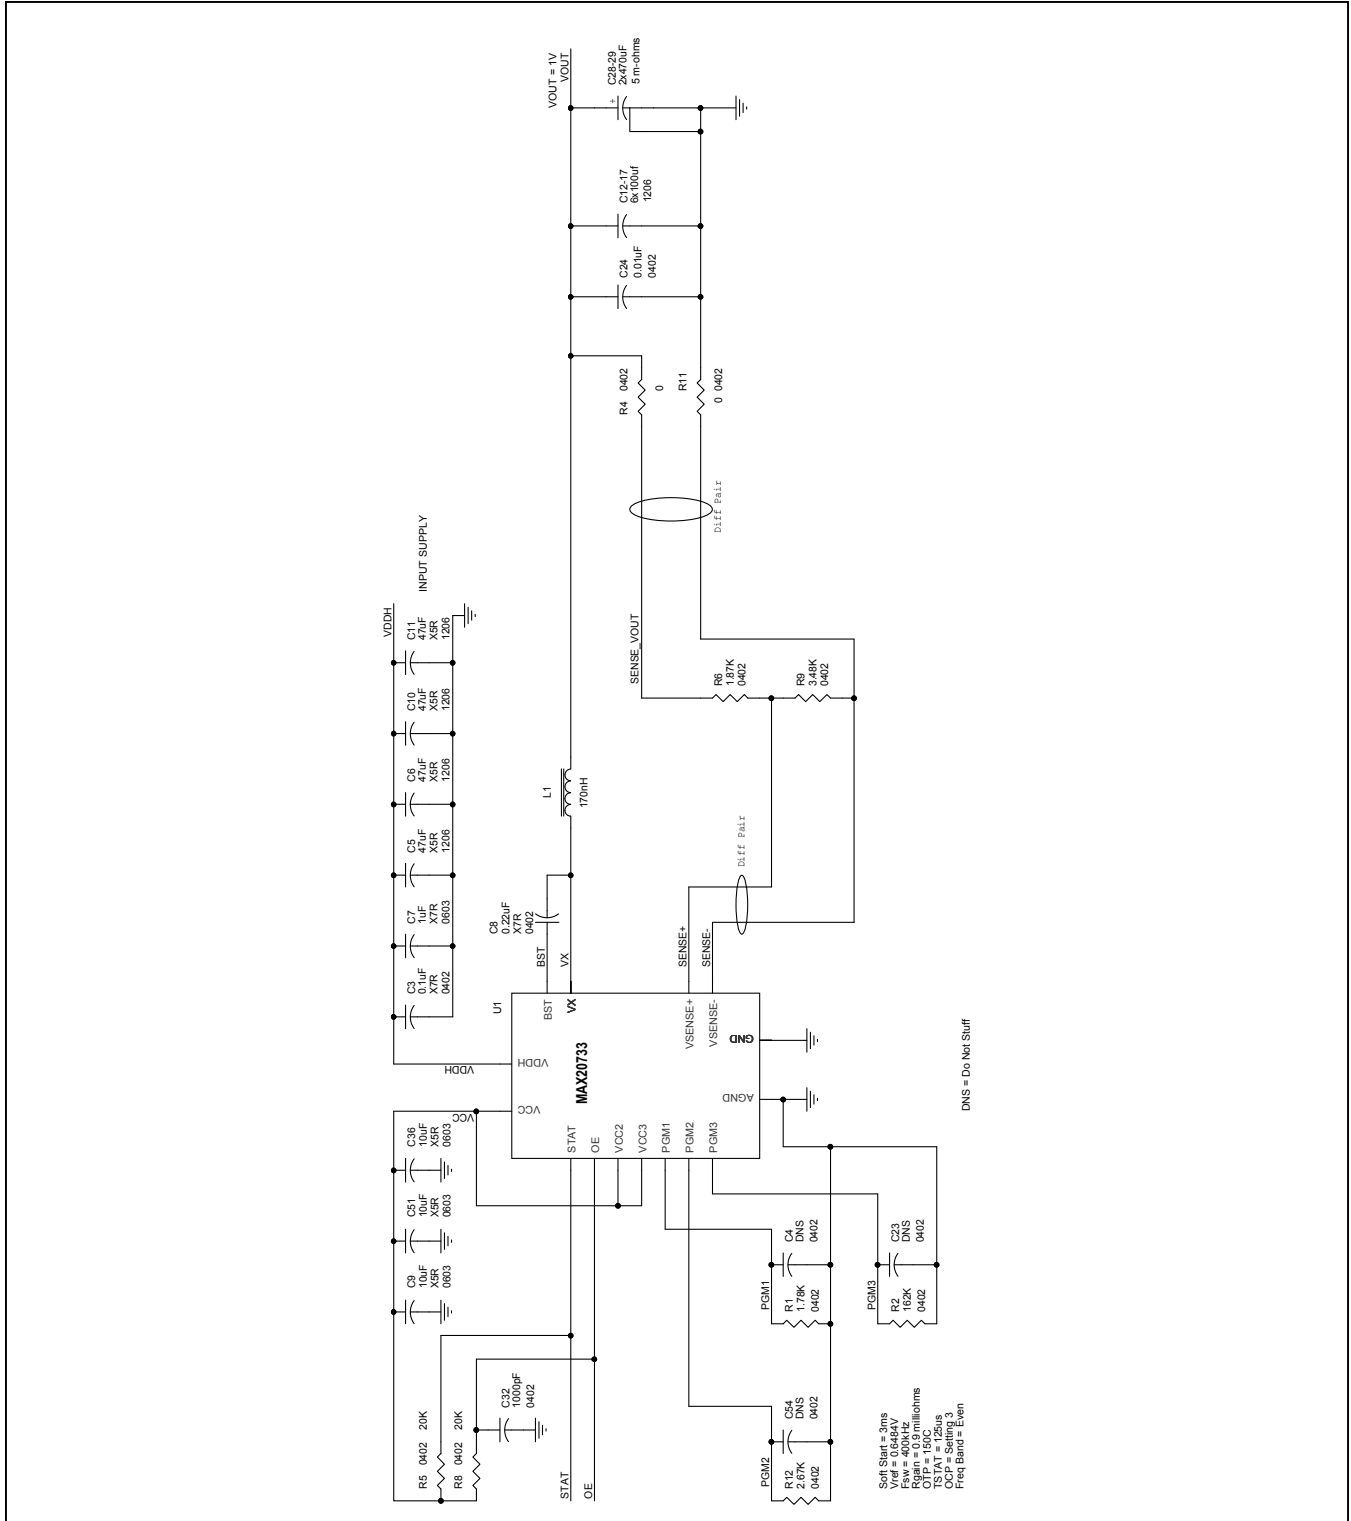 VOUT = 1V
VOUT
C28-29
2x470uF
5 m-ohms
+
C12-17
6x100uf
1206
C24
0.01uF
0402
R4 0402
0
R11
0 0402
Diff Pair
INPUT SUPPLY
VDDH
C11
47uF
X5R
1206
C10
47uF
X5R
1206
C6
47uF
X5R
1206
C5
47uF
X5R
1206
C7
1uF
X7R
0603
C3
0.1uF
X7R
0402
SENSE_VOUT
R6
1.87K
0402
R9
3.48K
0402
L1
170nH
C8
0.22uF
X7R
0402
BST
VX
SENSE+
SENSE-
Diff Pair
U1
MAX20733
BST
VX
VSENSE+
VSENSE-
GND
AGND
VDDH
VCC
STAT
OE
VCC2
VCC3
PGM1
PGM2
PGM3
VDDH
VCC
C36
10uF
X5R
0603
C51
10uF
X5R
0603
C9
10uF
X5R
0603
R5 0402 20K
R8 0402 20K
C32
1000pF
0402
STAT
OE
PGM1
R1
1.78K
0402
C4
DNS
0402
PGM3
R2
162K
0402
C23
DNS
0402
PGM2
R12
2.67K
0402
C54
DNS
0402
DNS = Do Not Stuff
Soft Start = 3ms
Vref = 0.6484V
Fsw = 400kHz
Rgain = 0.9 milliohms
OTP = 150C
TSTAT = 125us
OCP = Setting 3
Freq Band = Even